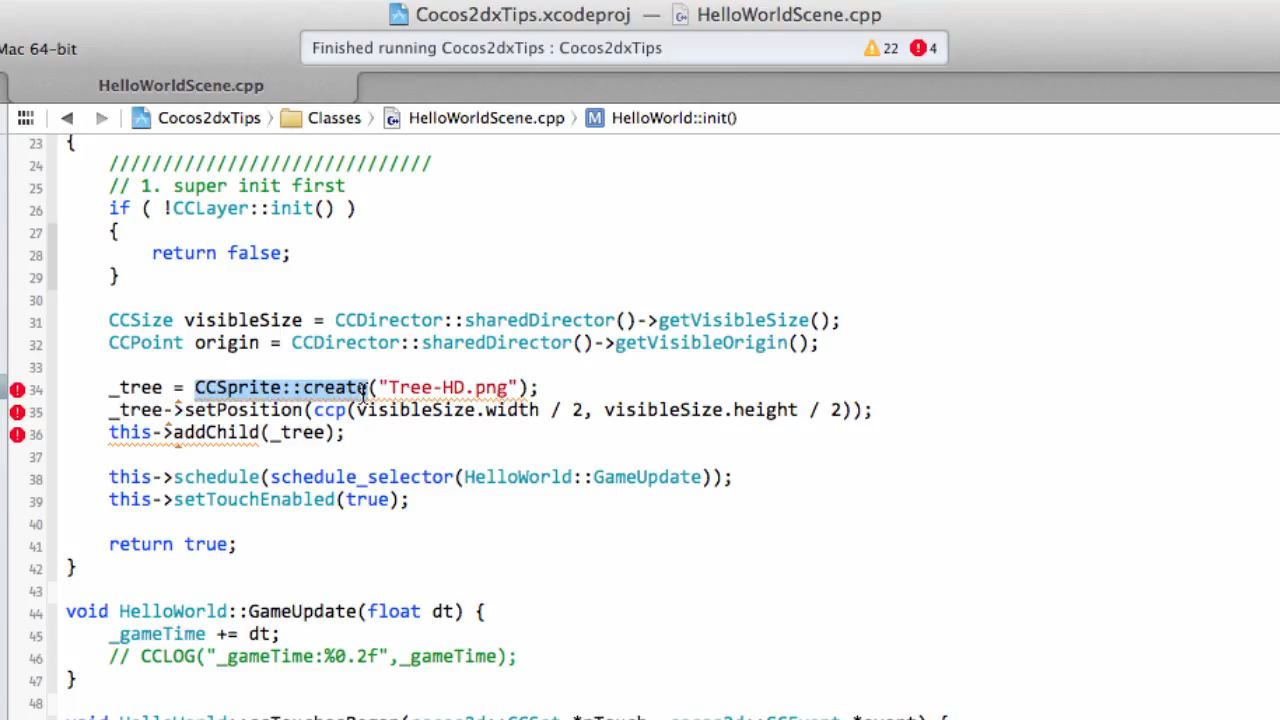 Cocos2dxTips.xcodeproj — HelloWorldScene.cpp
Mac 64-bit
Finished running Cocos2dxTips : Cocos2dxTips 22 4
HelloWorldScene.cpp
Cocos2dxTips Classes HelloWorldScene.cpp M HelloWorld::init()
23 {
24 //////////////////////////////
25 // 1. super init first
26 if ( !CCLayer::init() )
27 {
28 return false;
29 }
30
31 CCSize visibleSize = CCDirector::sharedDirector()->getVisibleSize();
32 CCPoint origin = CCDirector::sharedDirector()->getVisibleOrigin();
33
34 _tree = CCSprite::create("Tree-HD.png");
35 _tree->setPosition(ccp(visibleSize.width / 2, visibleSize.height / 2));
36 this->addChild(_tree);
37
38 this->schedule(schedule_selector(HelloWorld::GameUpdate));
39 this->setTouchEnabled(true);
40
41 return true;
42 }
43
44 void HelloWorld::GameUpdate(float dt) {
45 _gameTime += dt;
46 // CCLOG("_gameTime:%0.2f",_gameTime);
47 }
48